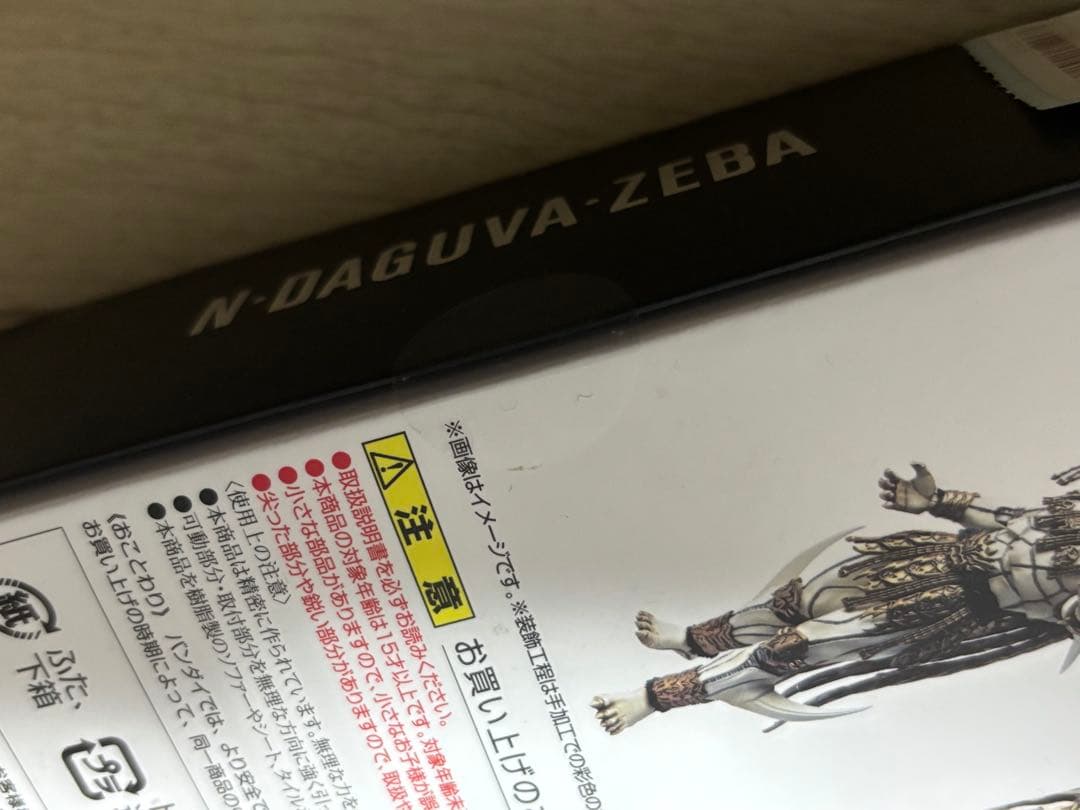 N·DAGUVA·ZEBA
※画像はイメージです。※装飾工程は手加工での彩色の
注意
お買い上げの
●取扱説明書を必ずお読みください。
●本商品の対象年齢は15才以上です。対象年齢未
●小さな部品がありますので、小さなお子様が誤
●尖った部分や鋭い部分がありますので、取扱や
〈使用上の注意〉
●本商品は精密に作られています。無理な力を
●可動部分・取付部分を無理な方向に強く引っ
●本商品を樹脂製のソファーやシート、タイル
《おことわり》 バンダイでは、より安全で
お買い上げの時期によって、同一商品の
紙
ふた、
下箱
プラ
お客様